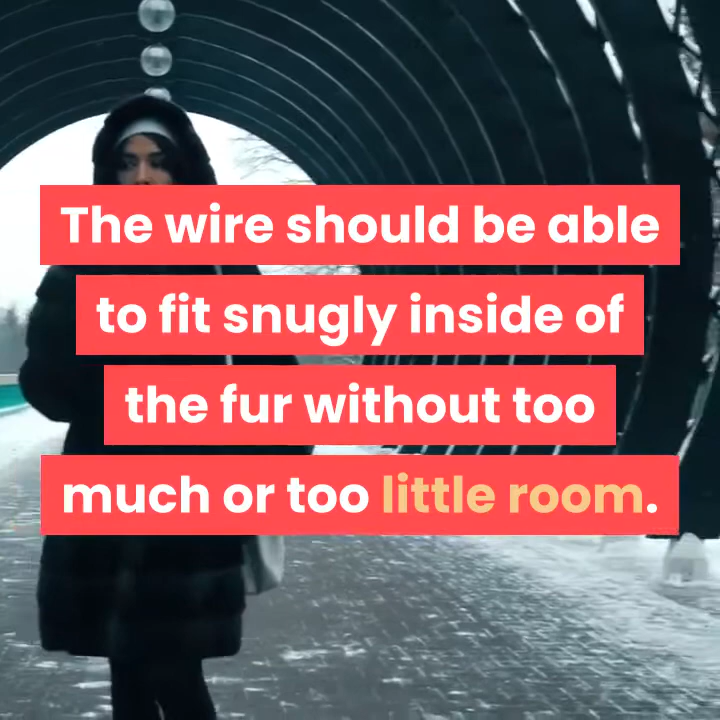 The wire should be able
to fit snugly inside of
the fur without too
much or too little room.